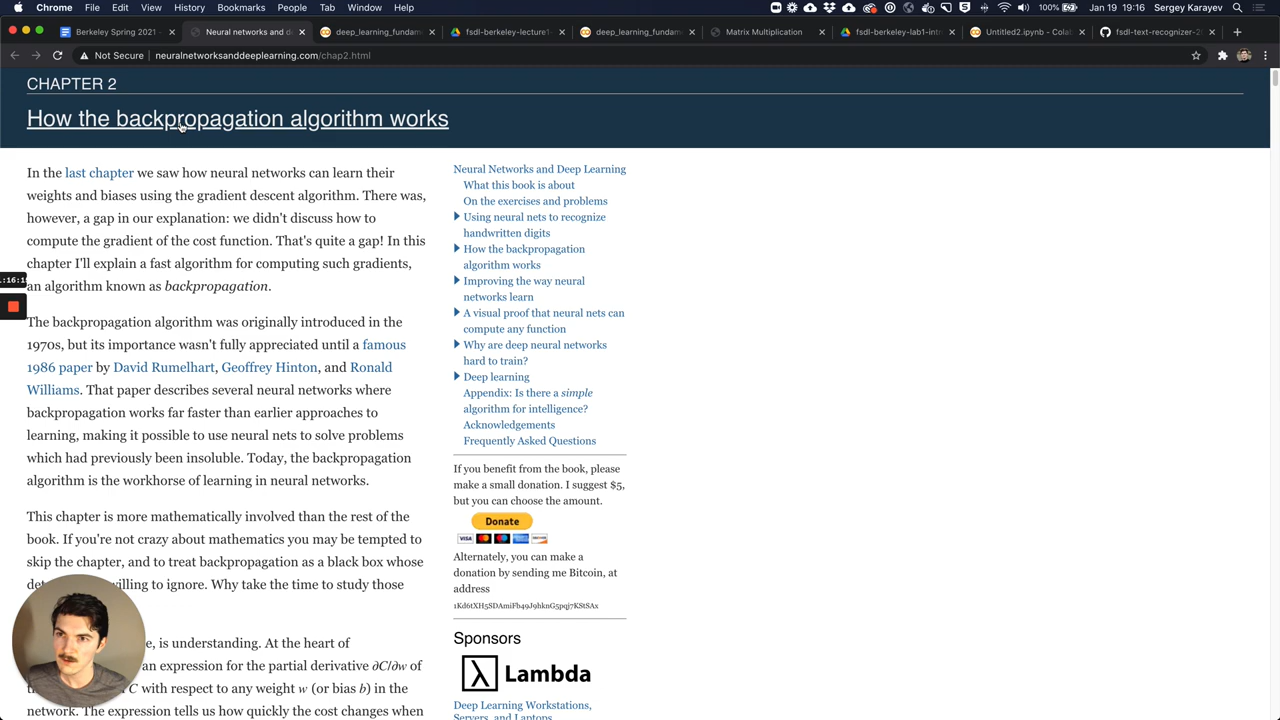 Chrome File Edit View History Bookmarks People Tab Window Help 100% Jan 19 19:16 Sergey Karayev
Berkeley Spring 2021 - Neural networks and d deep_learning_fundam fsdl-berkeley-lecture1- deep_learning_fundam Matrix Multiplication fsdl-berkeley-lab1-intro Untitled2.ipynb - Colab fsdl-text-recognizer-2
Not Secure neuralnetworksanddeeplearning.com/chap2.html
CHAPTER 2
How the backpropagation algorithm works
In the last chapter we saw how neural networks can learn their
weights and biases using the gradient descent algorithm. There was,
however, a gap in our explanation: we didn't discuss how to
compute the gradient of the cost function. That's quite a gap! In this
chapter I'll explain a fast algorithm for computing such gradients,
an algorithm known as backpropagation.
The backpropagation algorithm was originally introduced in the
1970s, but its importance wasn't fully appreciated until a famous
1986 paper by David Rumelhart, Geoffrey Hinton, and Ronald
Williams. That paper describes several neural networks where
backpropagation works far faster than earlier approaches to
learning, making it possible to use neural nets to solve problems
which had previously been insoluble. Today, the backpropagation
algorithm is the workhorse of learning in neural networks.
This chapter is more mathematically involved than the rest of the
book. If you're not crazy about mathematics you may be tempted to
skip the chapter, and to treat backpropagation as a black box whose
willing to ignore. Why take the time to study those
is understanding. At the heart of
an expression for the partial derivative ∂C/∂w of
C with respect to any weight w (or bias b) in the
network. The expression tells us how quickly the cost changes when
Neural Networks and Deep Learning
What this book is about
On the exercises and problems
Using neural nets to recognize
handwritten digits
How the backpropagation
algorithm works
Improving the way neural
networks learn
A visual proof that neural nets can
compute any function
Why are deep neural networks
hard to train?
Deep learning
Appendix: Is there a simple
algorithm for intelligence?
Acknowledgements
Frequently Asked Questions
If you benefit from the book, please
make a small donation. I suggest $5,
but you can choose the amount.
Donate
VISA
Alternately, you can make a
donation by sending me Bitcoin, at
address
1Kd6tXH5SDAmiFb49J9hknG5pqj7KStSAx
Sponsors
Lambda
Deep Learning Workstations,
Servers, and Laptops